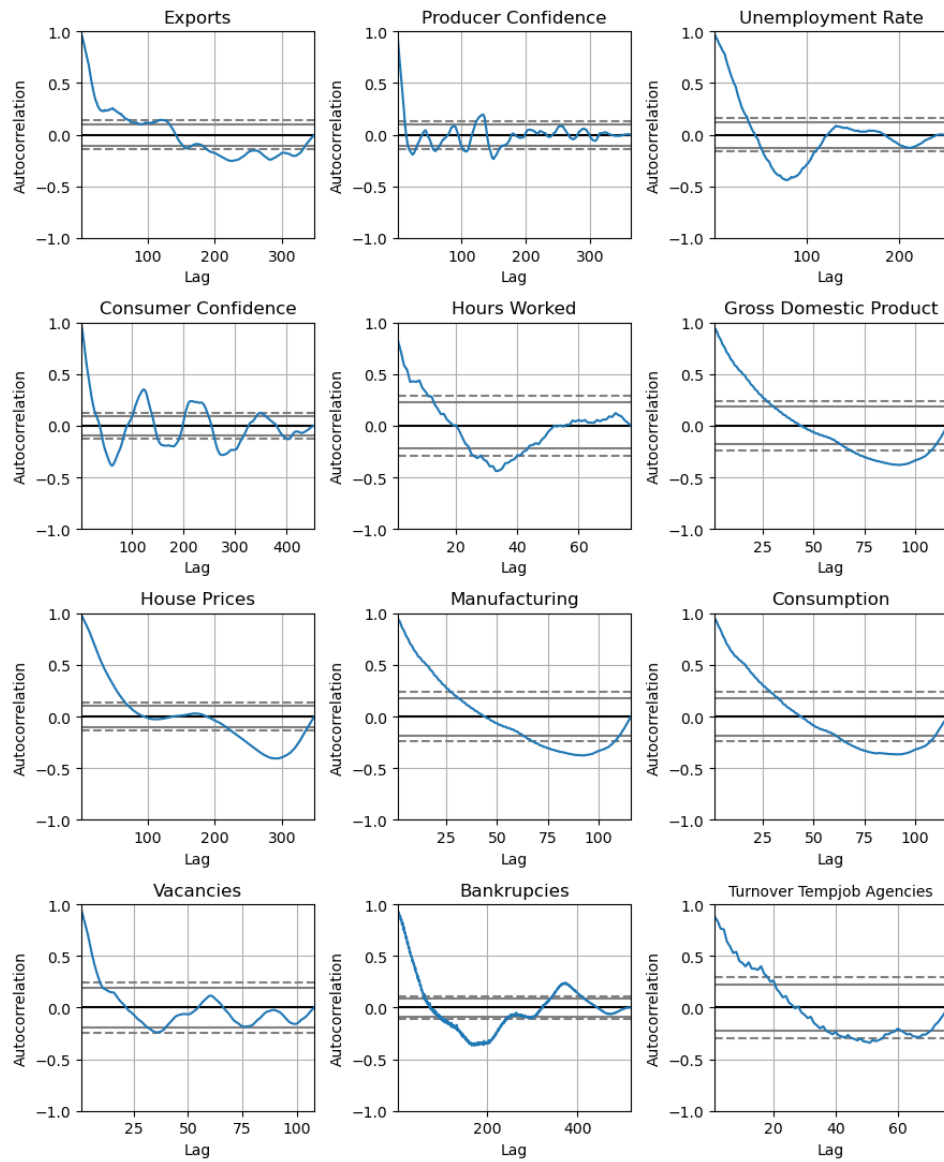 Exports
1.0
0.5
0.0
−0.5
−1.0
Autocorrelation
100
200
300
Lag
Producer Confidence
1.0
0.5
0.0
−0.5
−1.0
Autocorrelation
100
200
300
Lag
Unemployment Rate
1.0
0.5
0.0
−0.5
−1.0
Autocorrelation
100
200
Lag
Consumer Confidence
1.0
0.5
0.0
−0.5
−1.0
Autocorrelation
100
200
300
400
Lag
Hours Worked
1.0
0.5
0.0
−0.5
−1.0
Autocorrelation
20
40
60
Lag
Gross Domestic Product
1.0
0.5
0.0
−0.5
−1.0
Autocorrelation
25
50
75
100
Lag
House Prices
1.0
0.5
0.0
−0.5
−1.0
Autocorrelation
100
200
300
Lag
Manufacturing
1.0
0.5
0.0
−0.5
−1.0
Autocorrelation
25
50
75
100
Lag
Consumption
1.0
0.5
0.0
−0.5
−1.0
Autocorrelation
25
50
75
100
Lag
Vacancies
1.0
0.5
0.0
−0.5
−1.0
Autocorrelation
25
50
75
100
Lag
Bankrupcies
1.0
0.5
0.0
−0.5
−1.0
Autocorrelation
200
400
Lag
Turnover Tempjob Agencies
1.0
0.5
0.0
−0.5
−1.0
Autocorrelation
20
40
60
Lag